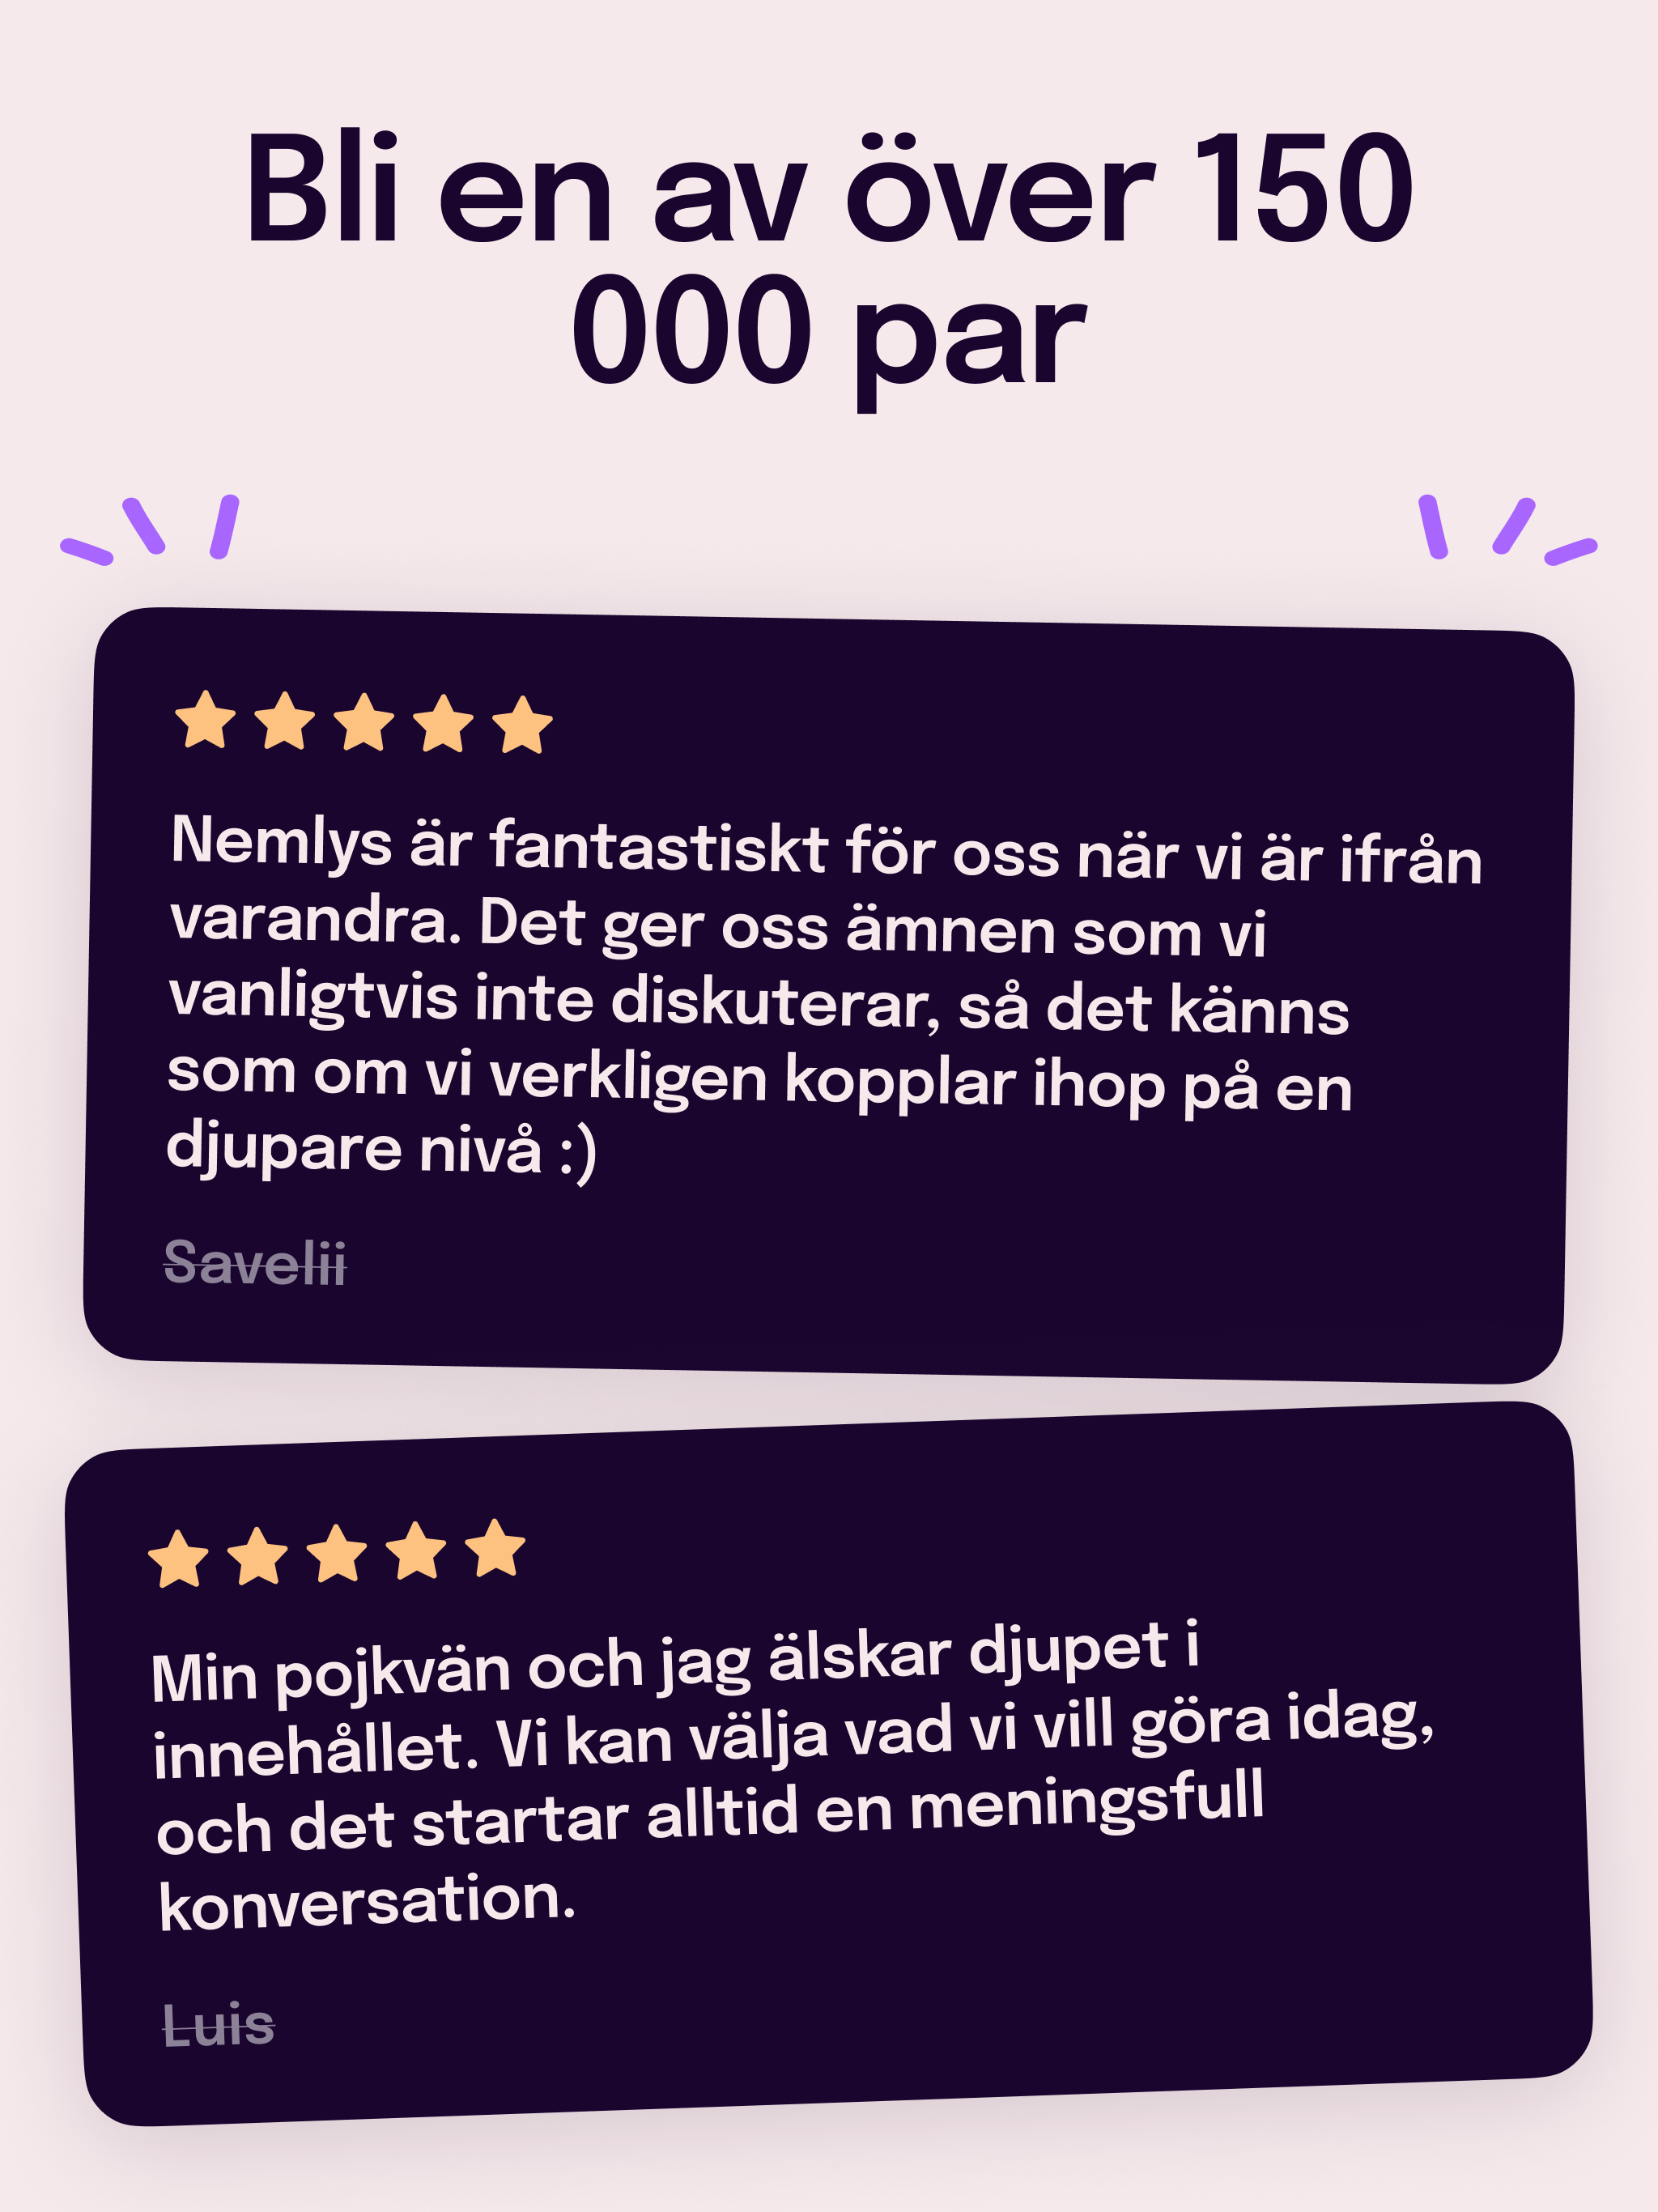 Bli en av över 150
000 par
Nemlys är fantastiskt för oss när vi är ifrån
varandra. Det ger oss ämnen som vi
vanligtvis inte diskuterar, så det känns
som om vi verkligen kopplar ihop på en
djupare nivå :)
Savelii
Min pojkvän och jag älskar djupet i
innehållet. Vi kan välja vad vi vill göra idag,
och det startar alltid en meningsfull
konversation.
Luis